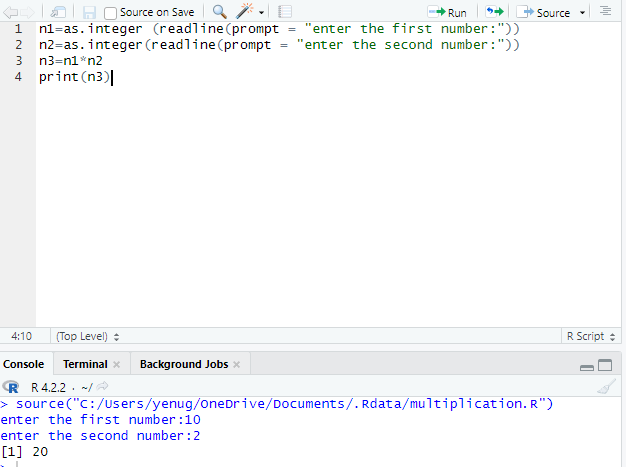 Source on Save Run Source
1 n1=as.integer (readline(prompt = "enter the first number:"))
2 n2=as.integer(readline(prompt = "enter the second number:"))
3 n3=n1*n2
4 print(n3)
4:10 (Top Level) R Script
Console Terminal Background Jobs
R R 4.2.2 · ~/
> source("C:/Users/yenug/OneDrive/Documents/.Rdata/multiplication.R")
enter the first number:10
enter the second number:2
[1] 20
>